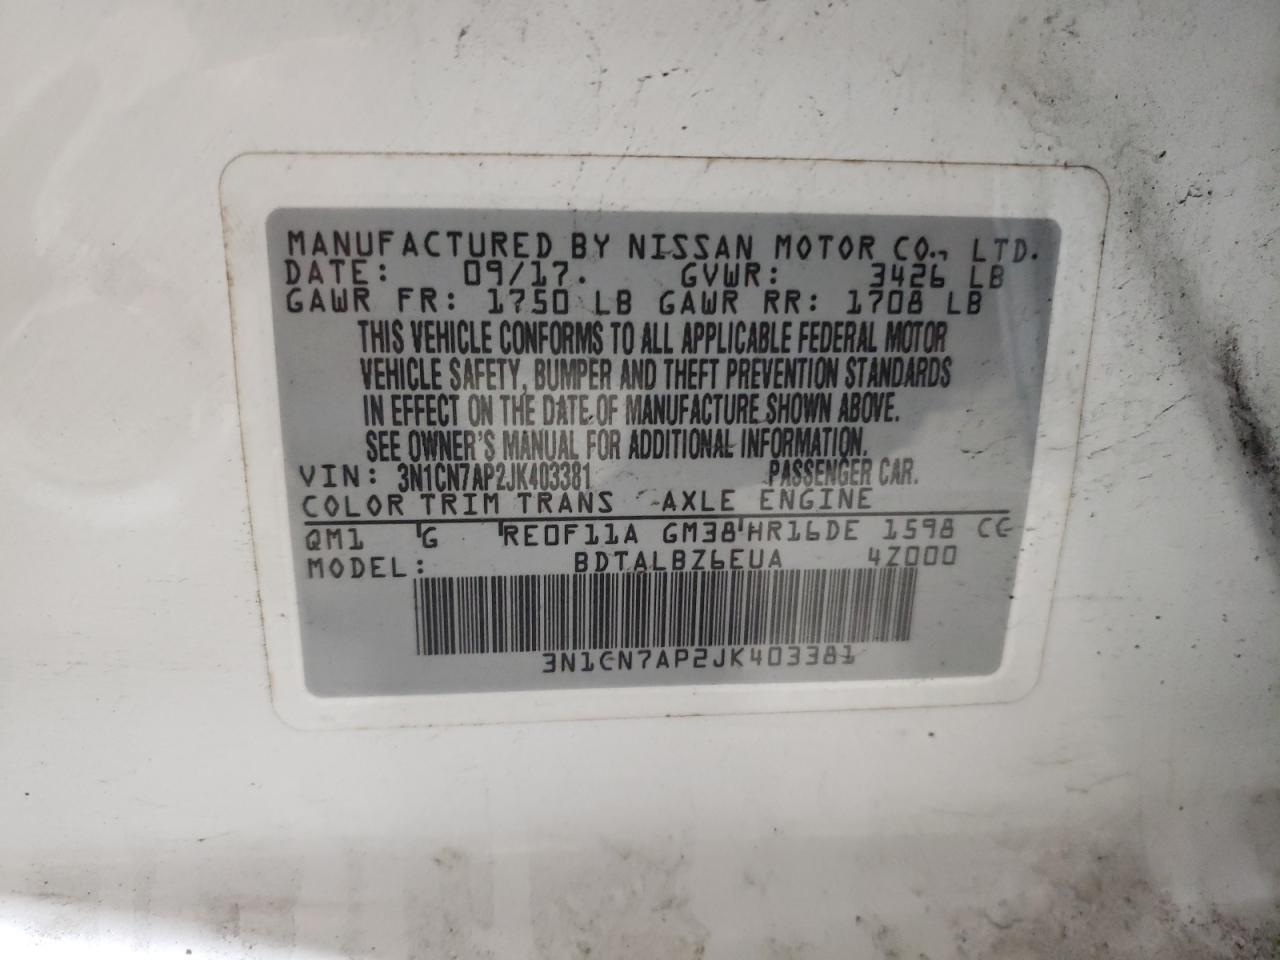 MANUFACTURED BY NISSAN MOTOR CO., LTD.
DATE: 09/17. GVWR: 3426 LB
GAWR FR: 1750 LB GAWR RR: 1708 LB
THIS VEHICLE CONFORMS TO ALL APPLICABLE FEDERAL MOTOR
VEHICLE SAFETY, BUMPER AND THEFT PREVENTION STANDARDS
IN EFFECT ON THE DATE OF MANUFACTURE SHOWN ABOVE.
SEE OWNER'S MANUAL FOR ADDITIONAL INFORMATION.
VIN: 3N1CN7AP2JK403381 PASSENGER CAR.
COLOR TRIM TRANS AXLE ENGINE
QM1 G RE0F11A GM38 HR16DE 1598 CC
MODEL: BDTALBZ6EUA 4Z000
3N1CN7AP2JK403381